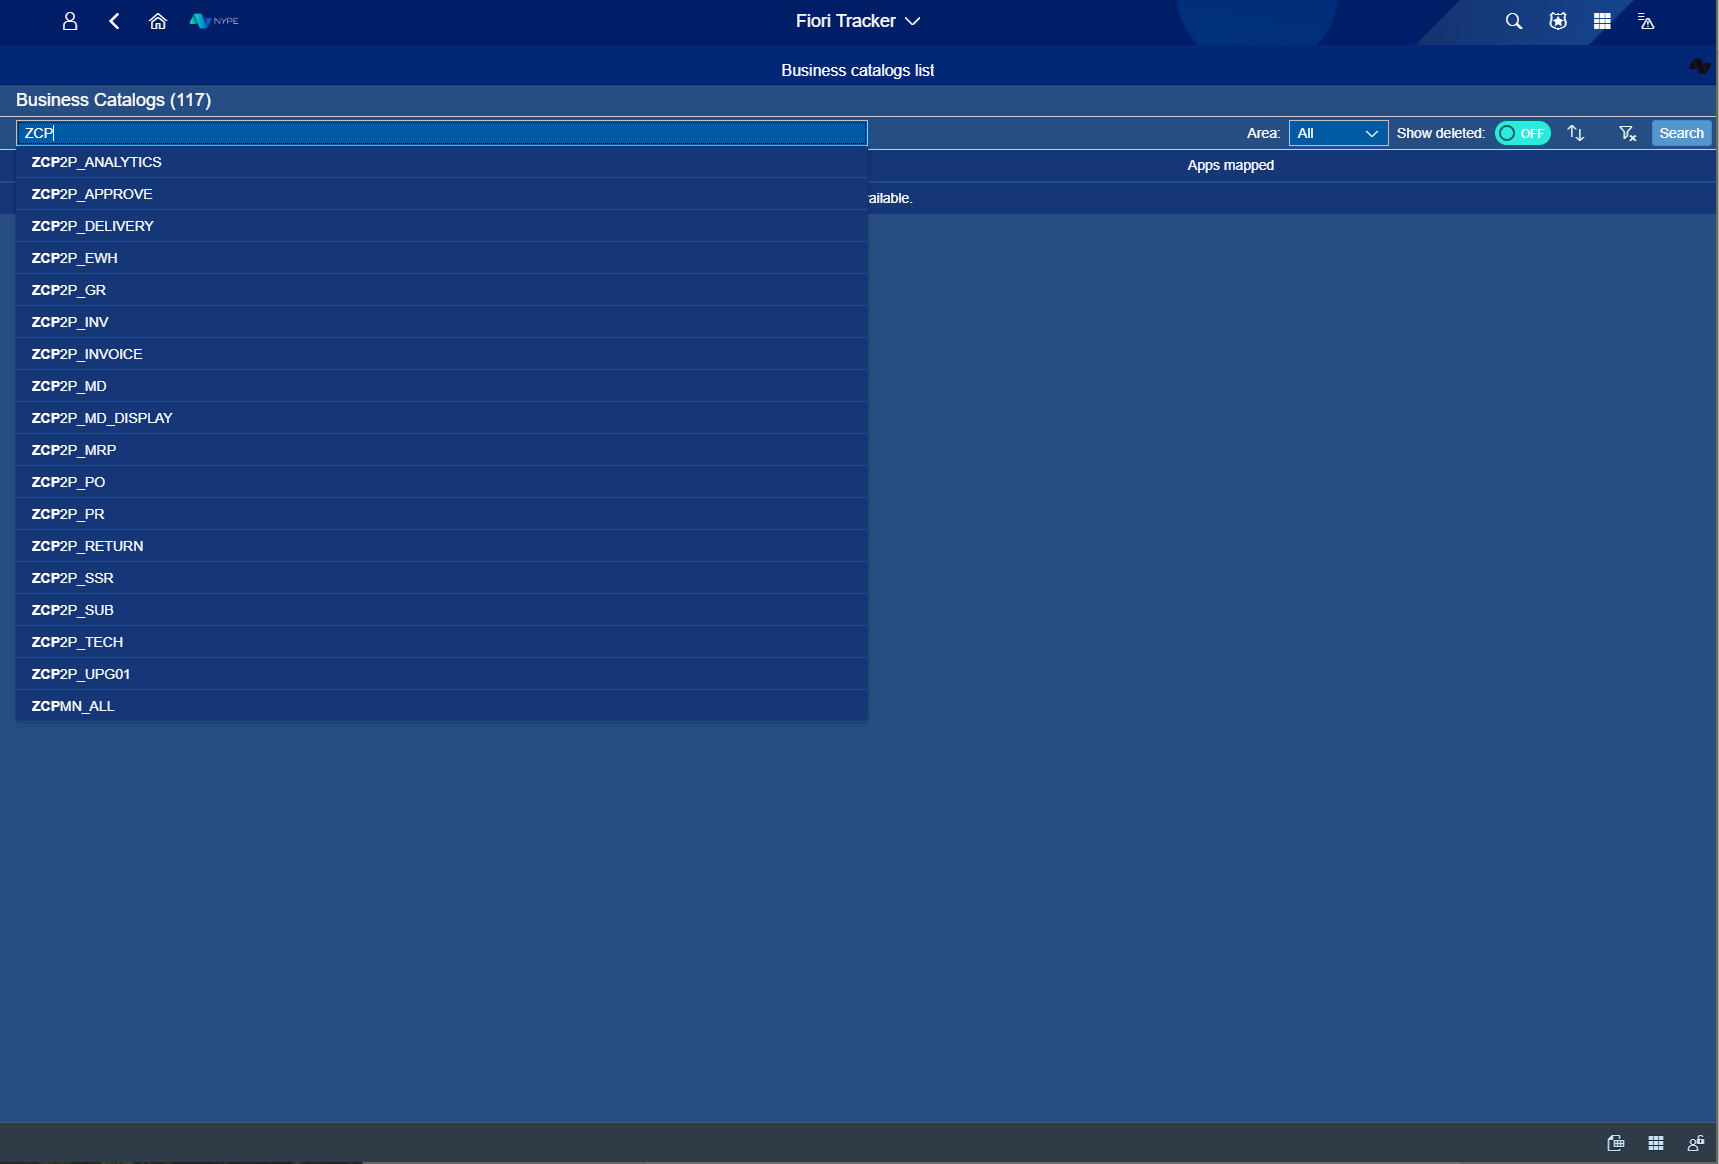 NYPE
Fiori Tracker
Business catalogs list
Business Catalogs (117)
ZCP
Area: All Show deleted: OFF Search
Apps mapped
ailable.
ZCP2P_ANALYTICS
ZCP2P_APPROVE
ZCP2P_DELIVERY
ZCP2P_EWH
ZCP2P_GR
ZCP2P_INV
ZCP2P_INVOICE
ZCP2P_MD
ZCP2P_MD_DISPLAY
ZCP2P_MRP
ZCP2P_PO
ZCP2P_PR
ZCP2P_RETURN
ZCP2P_SSR
ZCP2P_SUB
ZCP2P_TECH
ZCP2P_UPG01
ZCPMN_ALL